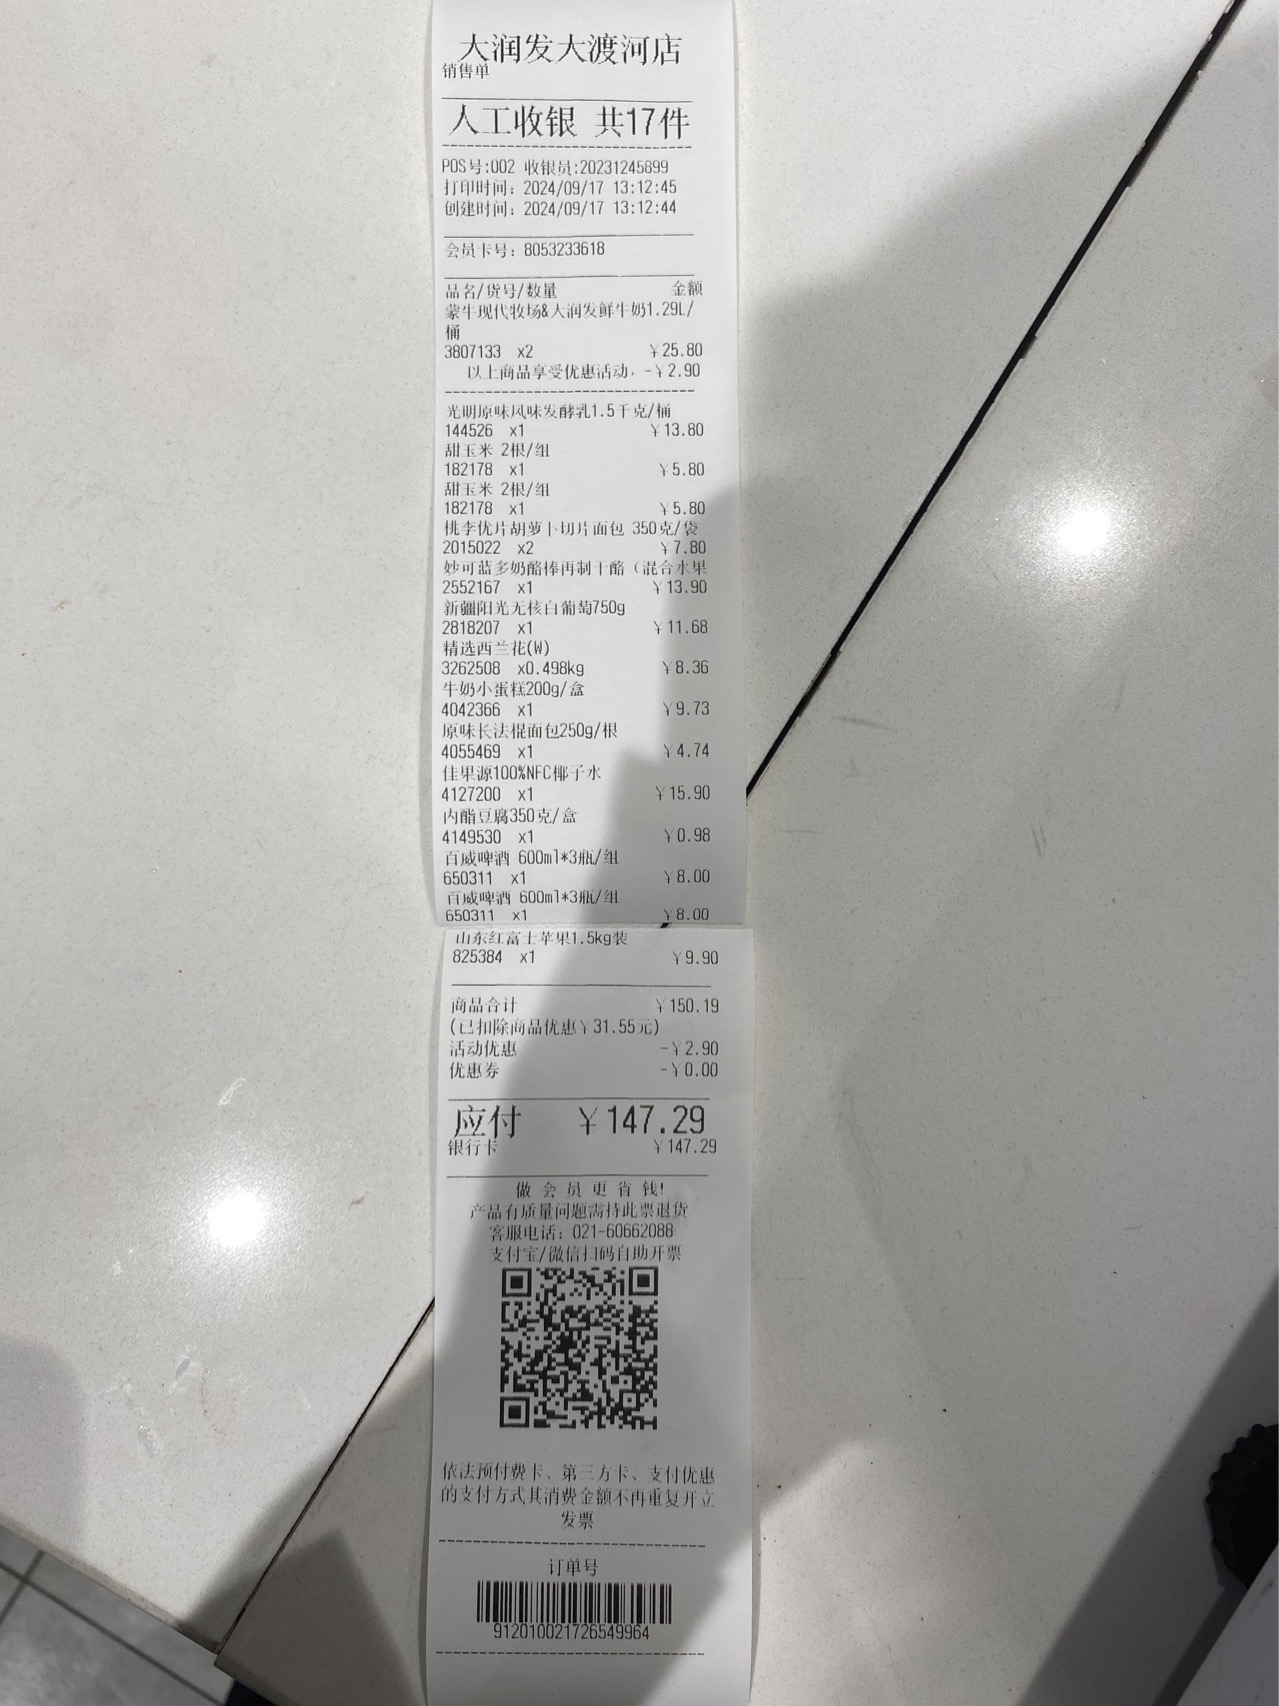 大润发大渡河店
销售单
人工收银 共17件
POS号:002 收银员:20231245899
打印时间: 2024/09/17 13:12:45
创建时间: 2024/09/17 13:12:44
会员卡号: 8053233618
品名/货号/数量 金额
蒙牛现代牧场&大润发鲜牛奶1.29L/
桶
3807133 x2 ¥25.80
以上商品享受优惠活动, -¥2.90
光明原味风味发酵乳1.5千克/桶
144526 x1 ¥13.80
甜玉米 2根/组
182178 x1 ¥5.80
甜玉米 2根/组
182178 x1 ¥5.80
桃李优片胡萝卜切片面包 350克/袋
2015022 x2 ¥7.80
妙可蓝多奶酪棒再制干酪（混合水果
2552167 x1 ¥13.90
新疆阳光无核白葡萄750g
2818207 x1 ¥11.68
精选西兰花(W)
3262508 x0.498kg ¥8.36
牛奶小蛋糕200g/盒
4042366 x1 ¥9.73
原味长法棍面包250g/根
4055469 x1 ¥4.74
佳果源100%NFC椰子水
4127200 x1 ¥15.90
内酯豆腐350克/盒
4149530 x1 ¥0.98
百威啤酒 600ml*3瓶/组
650311 x1 ¥8.00
百威啤酒 600ml*3瓶/组
650311 x1 ¥8.00
山东红富士苹果1.5kg装
825384 x1 ¥9.90
商品合计 ¥150.19
(已扣除商品优惠¥31.55元)
活动优惠 -¥2.90
优惠券 -¥0.00
应付 ¥147.29
银行卡 ¥147.29
做 会 员 更 省 钱!
产品有质量问题需持此票退货
客服电话: 021-60662088
支付宝/微信扫码自助开票
依法预付费卡、第三方卡、支付优惠
的支付方式其消费金额不再重复开立
发票
订单号
912010021726549964